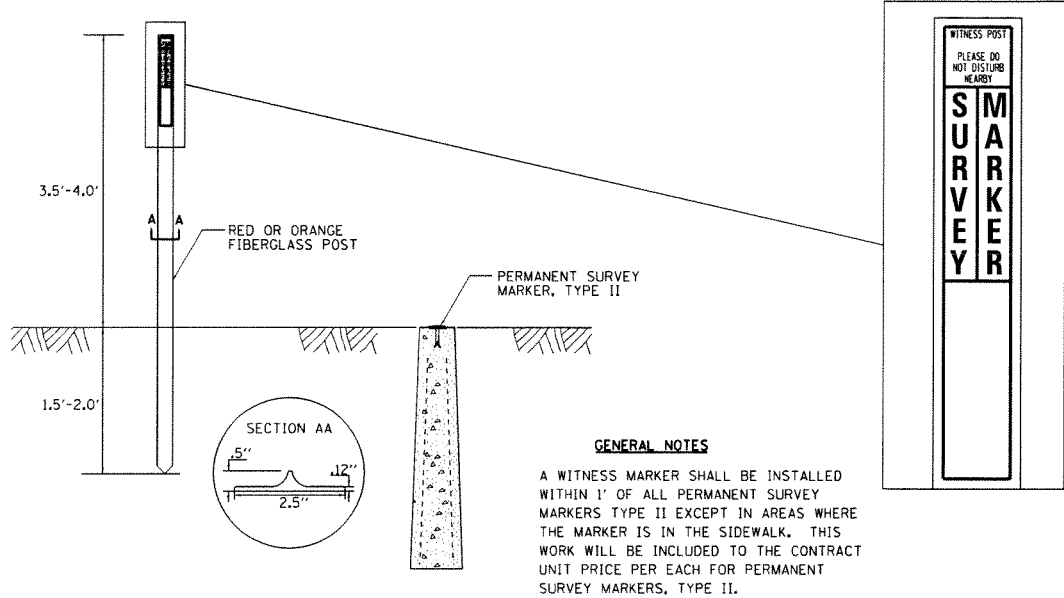 WITNESS POST
PLEASE DO
NOT DISTURB
NEARBY
SURVEY
MARKER
3.5'-4.0'
A A
RED OR ORANGE
FIBERGLASS POST
PERMANENT SURVEY
MARKER, TYPE II
1.5'-2.0'
SECTION AA
.5"
.12"
2.5"
GENERAL NOTES
A WITNESS MARKER SHALL BE INSTALLED
WITHIN 1' OF ALL PERMANENT SURVEY
MARKERS TYPE II EXCEPT IN AREAS WHERE
THE MARKER IS IN THE SIDEWALK. THIS
WORK WILL BE INCLUDED TO THE CONTRACT
UNIT PRICE PER EACH FOR PERMANENT
SURVEY MARKERS, TYPE II.